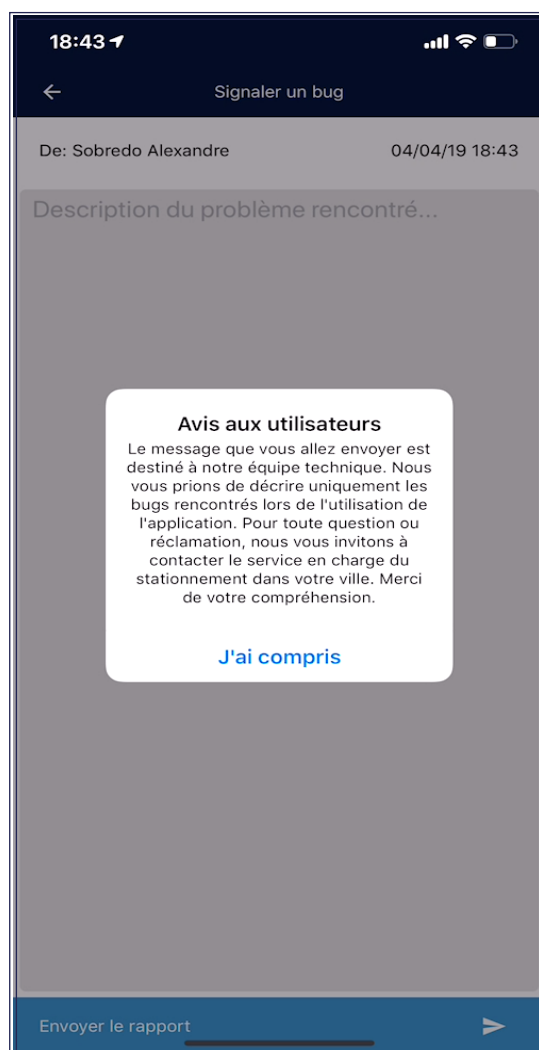 18:43
Signaler un bug
De: Sobredo Alexandre 04/04/19 18:43
Description du problème rencontré...
Avis aux utilisateurs
Le message que vous allez envoyer est
destiné à notre équipe technique. Nous
vous prions de décrire uniquement les
bugs rencontrés lors de l'utilisation de
l'application. Pour toute question ou
réclamation, nous vous invitons à
contacter le service en charge du
stationnement dans votre ville. Merci
de votre compréhension.
J'ai compris
Envoyer le rapport